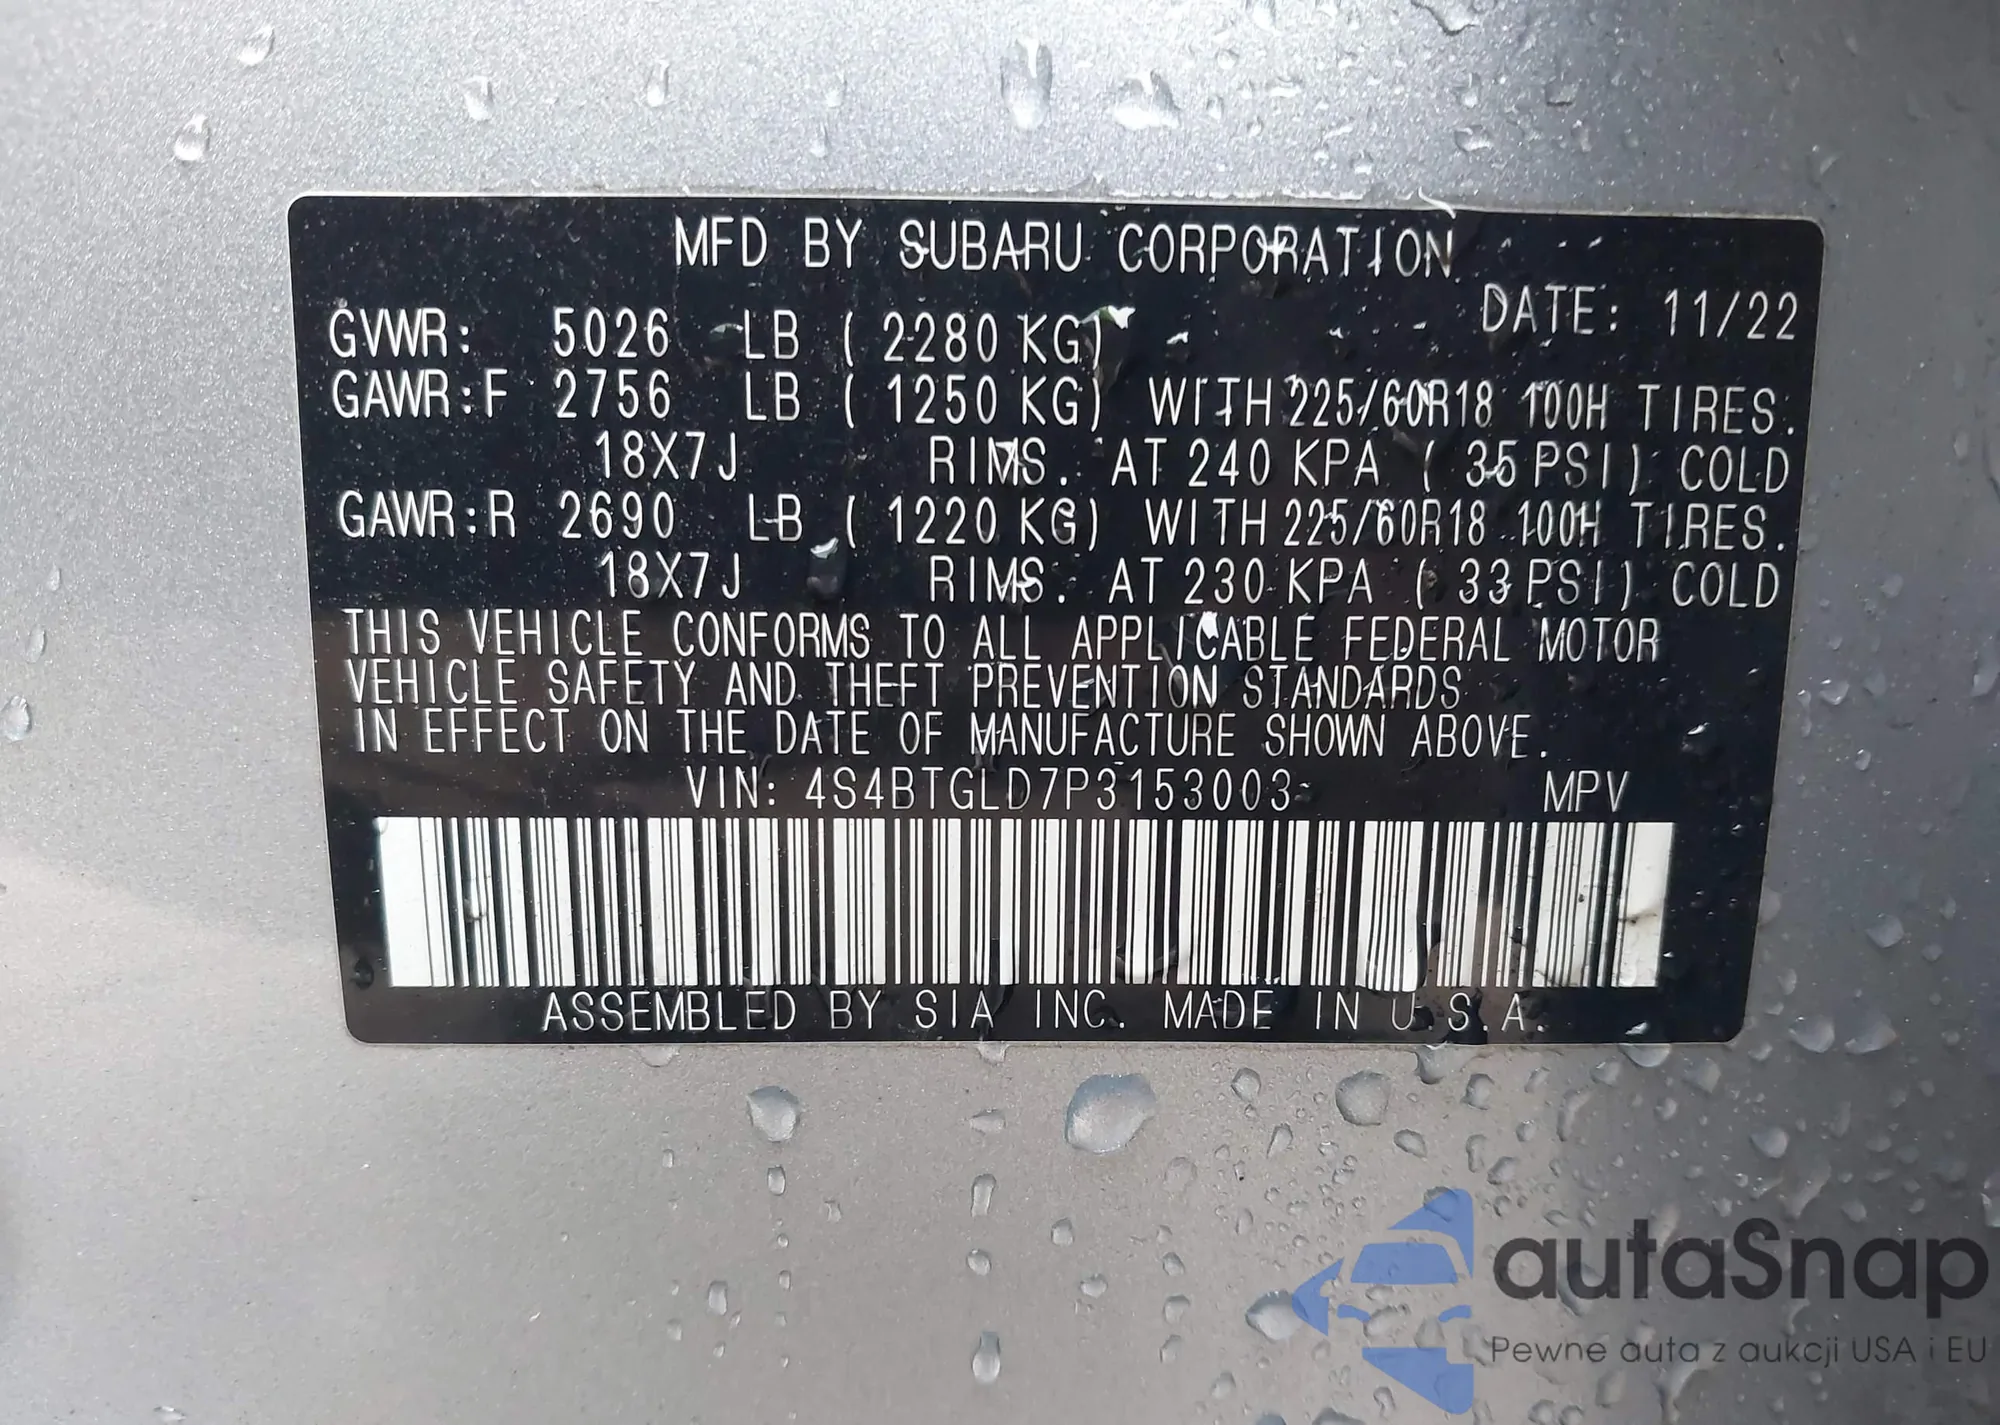 MFD BY SUBARU CORPORATION
DATE: 11/22
GVWR: 5026 LB ( 2280 KG)
GAWR:F 2756 LB ( 1250 KG) WITH 225/60R18 100H TIRES.
18X7J RIMS. AT 240 KPA ( 35 PSI) COLD
GAWR:R 2690 LB ( 1220 KG) WITH 225/60R18 100H TIRES.
18X7J RIMS. AT 230 KPA ( 33 PSI) COLD
THIS VEHICLE CONFORMS TO ALL APPLICABLE FEDERAL MOTOR
VEHICLE SAFETY AND THEFT PREVENTION STANDARDS
IN EFFECT ON THE DATE OF MANUFACTURE SHOWN ABOVE.
VIN: 4S4BTGLD7P3153003 MPV
ASSEMBLED BY SIA INC. MADE IN U.S.A.
autaSnap
Pewne auta z aukcji USA i EU